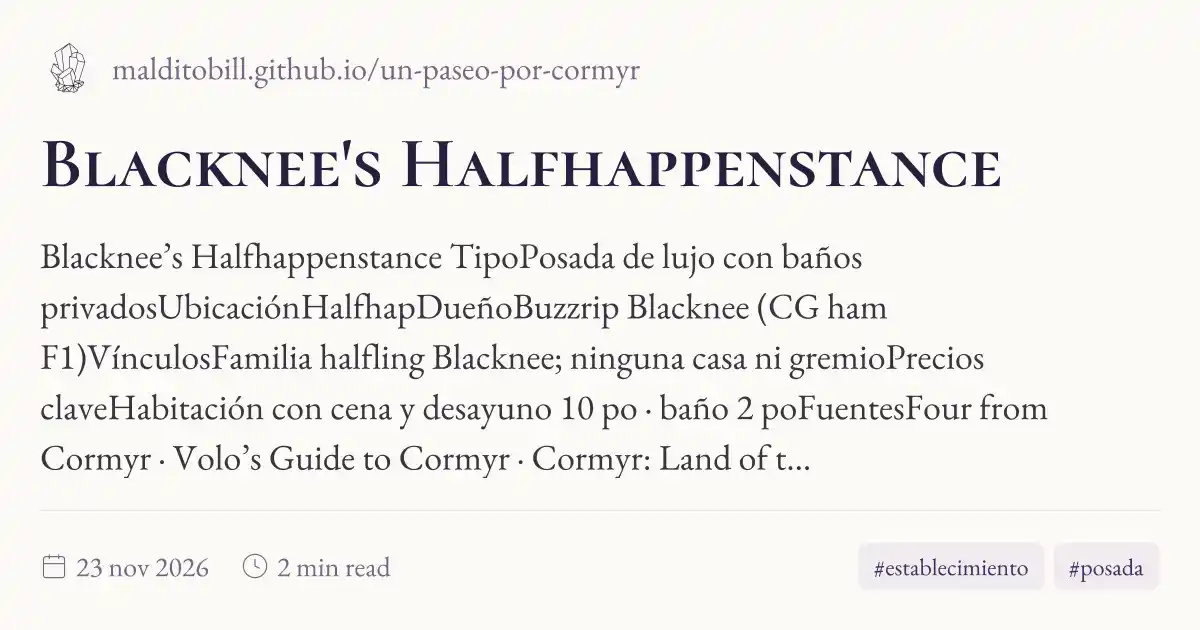 malditobill.github.io/un-paseo-por-cormyr
Blacknee's Halfhappenstance
Blacknee’s Halfhappenstance TipoPosada de lujo con baños
privadosUbicaciónHalfhapDueñoBuzzrip Blacknee (CG ham
F1)VínculosFamilia halfling Blacknee; ninguna casa ni gremioPrecios
claveHabitación con cena y desayuno 10 po · baño 2 poFuentesFour from
Cormyr · Volo’s Guide to Cormyr · Cormyr: Land of t...
23 nov 2026
2 min read
#establecimiento
#posada